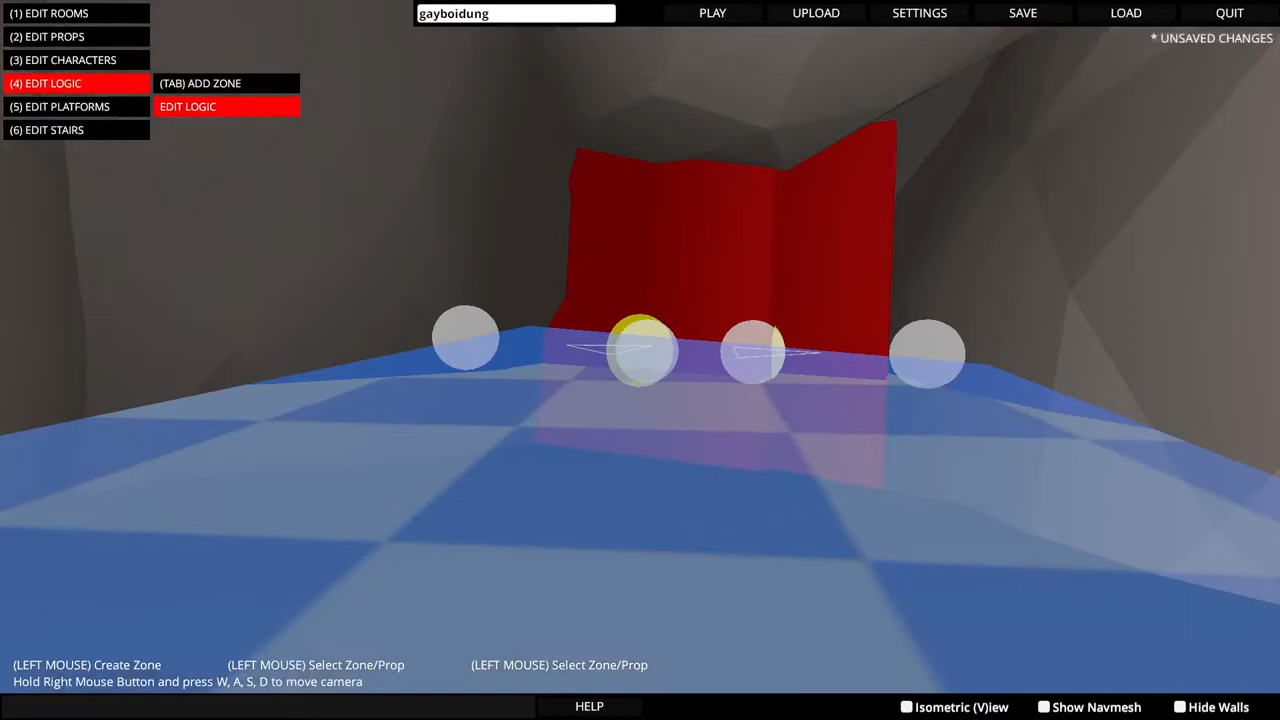 (1) EDIT ROOMS
gayboidung
PLAY
UPLOAD
SETTINGS
SAVE
LOAD
QUIT
(2) EDIT PROPS
* UNSAVED CHANGES
(3) EDIT CHARACTERS
(4) EDIT LOGIC
(TAB) ADD ZONE
(5) EDIT PLATFORMS
EDIT LOGIC
(6) EDIT STAIRS
(LEFT MOUSE) Create Zone
(LEFT MOUSE) Select Zone/Prop
(LEFT MOUSE) Select Zone/Prop
Hold Right Mouse Button and press W, A, S, D to move camera
HELP
Isometric (V)iew
Show Navmesh
Hide Walls